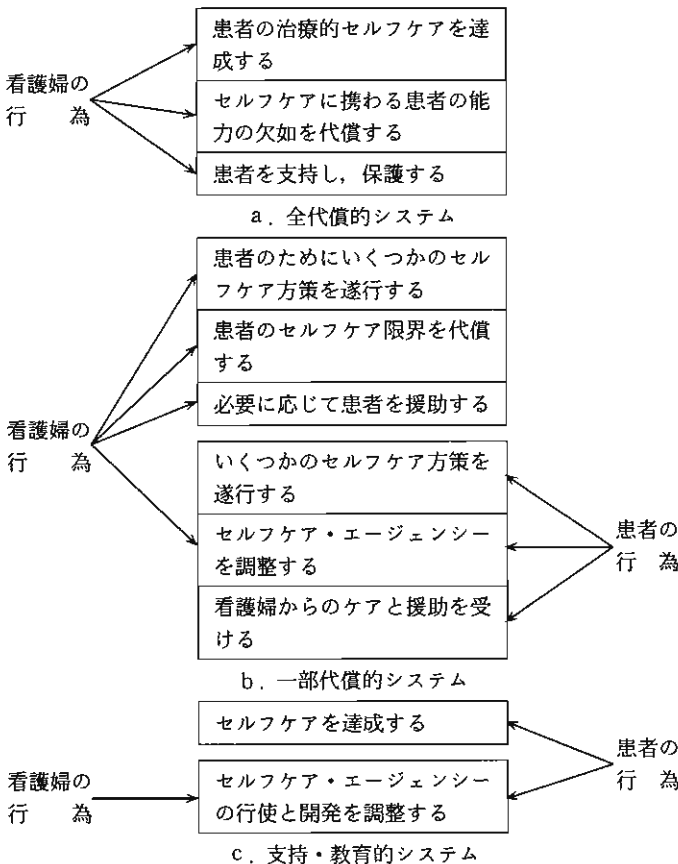 患者の治療的セルフケアを達
成する
看護婦の
行　為
セルフケアに携わる患者の能
力の欠如を代償する
患者を支持し，保護する
a．全代償的システム
患者のためにいくつかのセル
フケア方策を遂行する
患者のセルフケア限界を代償
する
必要に応じて患者を援助する
看護婦の
行　為
いくつかのセルフケア方策を
遂行する
セルフケア・エージェンシー
を調整する
患者の
行　為
看護婦からのケアと援助を受
ける
b．一部代償的システム
セルフケアを達成する
患者の
行　為
看護婦の
行　為
セルフケア・エージェンシー
の行使と開発を調整する
c．支持・教育的システム